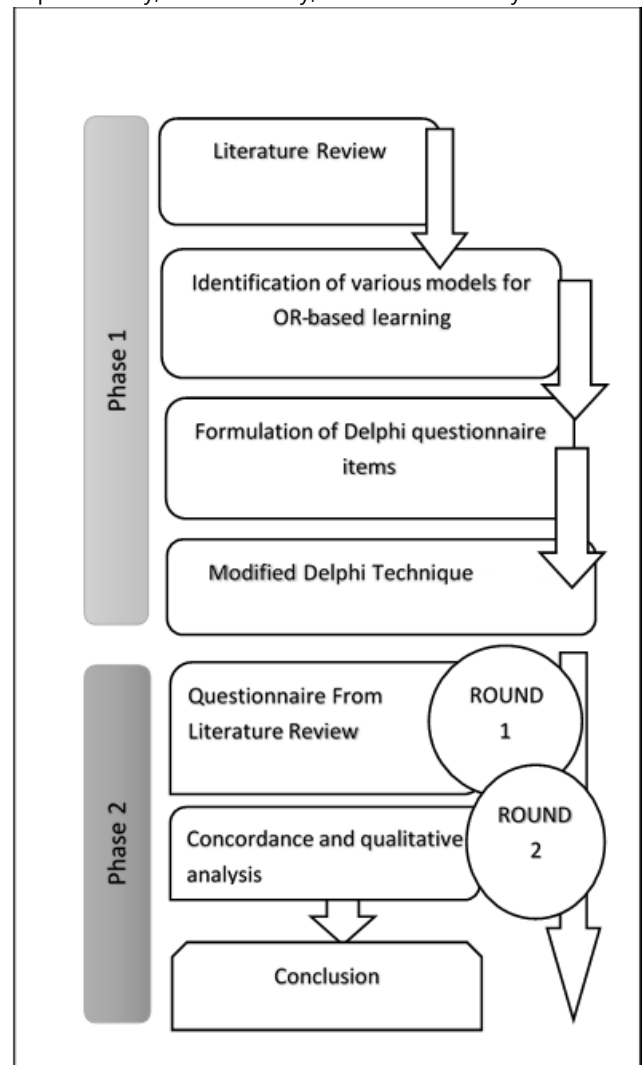 Phase 1
Literature Review
Identification of various models for
OR-based learning
Formulation of Delphi questionnaire
items
Modified Delphi Technique
Phase 2
Questionnaire From
Literature Review
ROUND
1
Concordance and qualitative
analysis
ROUND
2
Conclusion